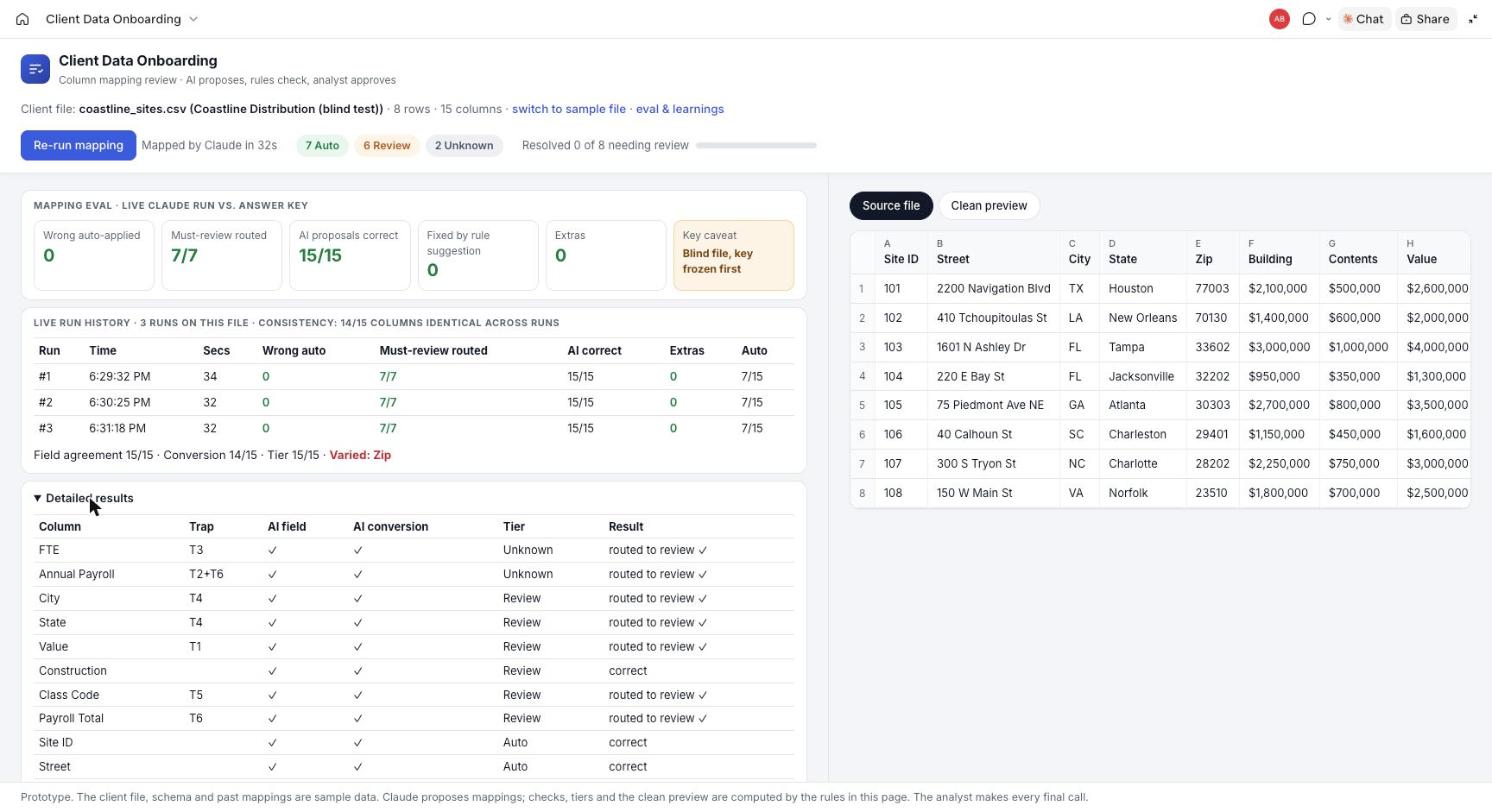 Client Data Onboarding
AB
Chat
Share
Client Data Onboarding
Column mapping review · AI proposes, rules check, analyst approves
Client file: coastline_sites.csv (Coastline Distribution (blind test)) · 8 rows · 15 columns · switch to sample file · eval & learnings
Re-run mapping Mapped by Claude in 32s 7 Auto 6 Review 2 Unknown Resolved 0 of 8 needing review
MAPPING EVAL · LIVE CLAUDE RUN VS. ANSWER KEY
Wrong auto-applied
0
Must-review routed
7/7
AI proposals correct
15/15
Fixed by rule
suggestion
0
Extras
0
Key caveat
Blind file, key
frozen first
LIVE RUN HISTORY · 3 RUNS ON THIS FILE · CONSISTENCY: 14/15 COLUMNS IDENTICAL ACROSS RUNS
Run Time Secs Wrong auto Must-review routed AI correct Extras Auto
#1 6:29:32 PM 34 0 7/7 15/15 0 7/15
#2 6:30:25 PM 32 0 7/7 15/15 0 7/15
#3 6:31:18 PM 32 0 7/7 15/15 0 7/15
Field agreement 15/15 · Conversion 14/15 · Tier 15/15 · Varied: Zip
▼ Detailed results
Column Trap AI field AI conversion Tier Result
FTE T3 ✓ ✓ Unknown routed to review ✓
Annual Payroll T2+T6 ✓ ✓ Unknown routed to review ✓
City T4 ✓ ✓ Review routed to review ✓
State T4 ✓ ✓ Review routed to review ✓
Value T1 ✓ ✓ Review routed to review ✓
Construction ✓ ✓ Review correct
Class Code T5 ✓ ✓ Review routed to review ✓
Payroll Total T6 ✓ ✓ Review routed to review ✓
Site ID ✓ ✓ Auto correct
Street ✓ ✓ Auto correct
Source file Clean preview
A B C D E F G H
Site ID Street City State Zip Building Contents Value
1 101 2200 Navigation Blvd TX Houston 77003 $2,100,000 $500,000 $2,600,000
2 102 410 Tchoupitoulas St LA New Orleans 70130 $1,400,000 $600,000 $2,000,000
3 103 1601 N Ashley Dr FL Tampa 33602 $3,000,000 $1,000,000 $4,000,000
4 104 220 E Bay St FL Jacksonville 32202 $950,000 $350,000 $1,300,000
5 105 75 Piedmont Ave NE GA Atlanta 30303 $2,700,000 $800,000 $3,500,000
6 106 40 Calhoun St SC Charleston 29401 $1,150,000 $450,000 $1,600,000
7 107 300 S Tryon St NC Charlotte 28202 $2,250,000 $750,000 $3,000,000
8 108 150 W Main St VA Norfolk 23510 $1,800,000 $700,000 $2,500,000
Prototype. The client file, schema and past mappings are sample data. Claude proposes mappings; checks, tiers and the clean preview are computed by the rules in this page. The analyst makes every final call.